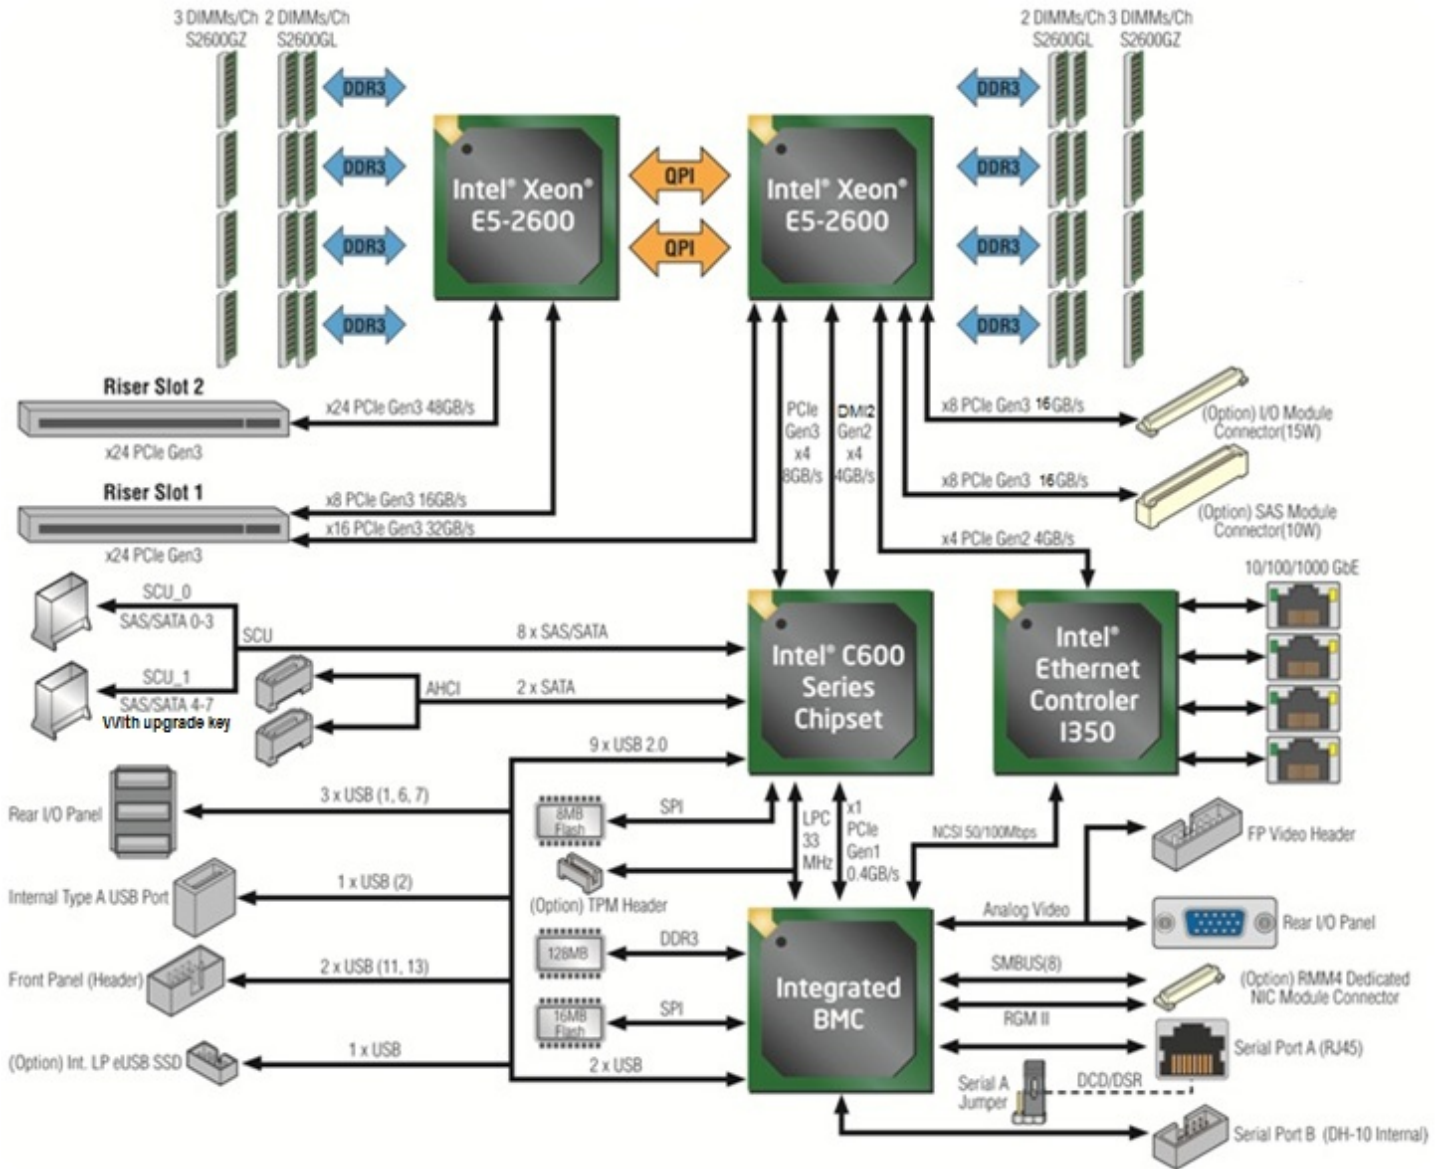 3 DIMMs/Ch 2 DIMMs/Ch
S2600GZ S2600GL
2 DIMMs/Ch 3 DIMMs/Ch
S2600GL S2600GZ
DDR3
DDR3
DDR3
DDR3
Intel® Xeon®
E5-2600
QPI
QPI
Intel® Xeon®
E5-2600
DDR3
DDR3
DDR3
DDR3
Riser Slot 2
x24 PCIe Gen3 48GB/s
x24 PCIe Gen3
Riser Slot 1
x8 PCIe Gen3 16GB/s
x16 PCIe Gen3 32GB/s
x24 PCIe Gen3
PCIe
Gen3
x4
8GB/s
DMI2
Gen2
x4
4GB/s
x8 PCIe Gen3 16GB/s
(Option) I/O Module
Connector(15W)
x8 PCIe Gen3 16GB/s
(Option) SAS Module
Connector(10W)
x4 PCIe Gen2 4GB/s
10/100/1000 GbE
SCU_0
SAS/SATA 0-3
SCU
8 x SAS/SATA
SCU_1
SAS/SATA 4-7
With upgrade key
AHCI
2 x SATA
Intel® C600
Series
Chipset
Intel®
Ethernet
Controler
I350
9 x USB 2.0
Rear I/O Panel
3 x USB (1, 6, 7)
8MB
Flash
SPI
LPC
33
MHz
x1
PCIe
Gen1
0.4GB/s
NCSI 50/100Mbps
FP Video Header
Internal Type A USB Port
1 x USB (2)
(Option) TPM Header
Analog Video
Rear I/O Panel
128MB
DDR3
Front Panel (Header)
2 x USB (11, 13)
Integrated
BMC
SMBUS(8)
(Option) RMM4 Dedicated
NIC Module Connector
RGM II
16MB
Flash
SPI
Serial Port A (RJ45)
(Option) Int. LP eUSB SSD
1 x USB
2 x USB
Serial A
Jumper
DCD/DSR
Serial Port B (DH-10 Internal)